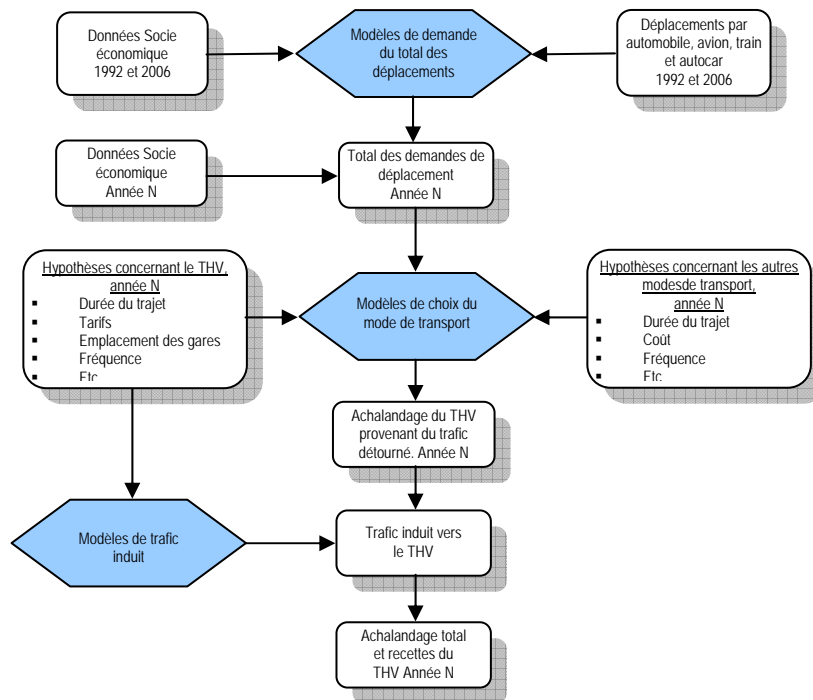 Données Socie
économique
1992 et 2006
Modèles de demande
du total des
déplacements
Déplacements par
automobile, avion, train
et autocar
1992 et 2006
Données Socie
économique
Année N
Total des demandes de
déplacement
Année N
Hypothèses concernant le THV,
année N
▪ Durée du trajet
▪ Tarifs
▪ Emplacement des gares
▪ Fréquence
▪ Etc
Modèles de choix du
mode de transport
Hypothèses concernant les autres
modesde transport,
année N
▪ Durée du trajet
▪ Coût
▪ Fréquence
▪ Etc
Achalandage du THV
provenant du trafic
détourné. Année N
Modèles de trafic
induit
Trafic induit vers
le THV
Achalandage total
et recettes du
THV Année N